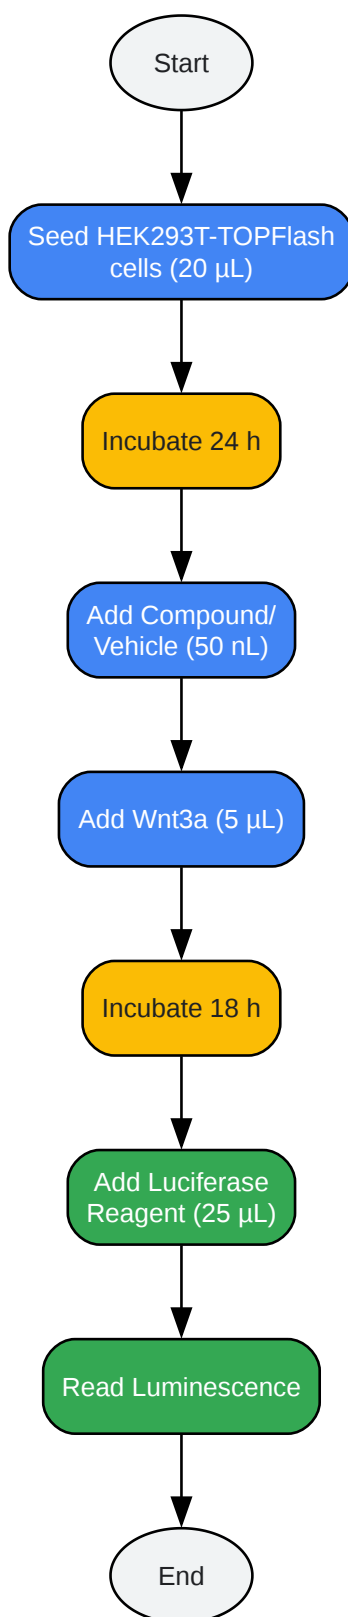 Start
Seed HEK293T-TOPFlash
cells (20 µL)
Incubate 24 h
Add Compound/
Vehicle (50 nL)
Add Wnt3a (5 µL)
Incubate 18 h
Add Luciferase
Reagent (25 µL)
Read Luminescence
End